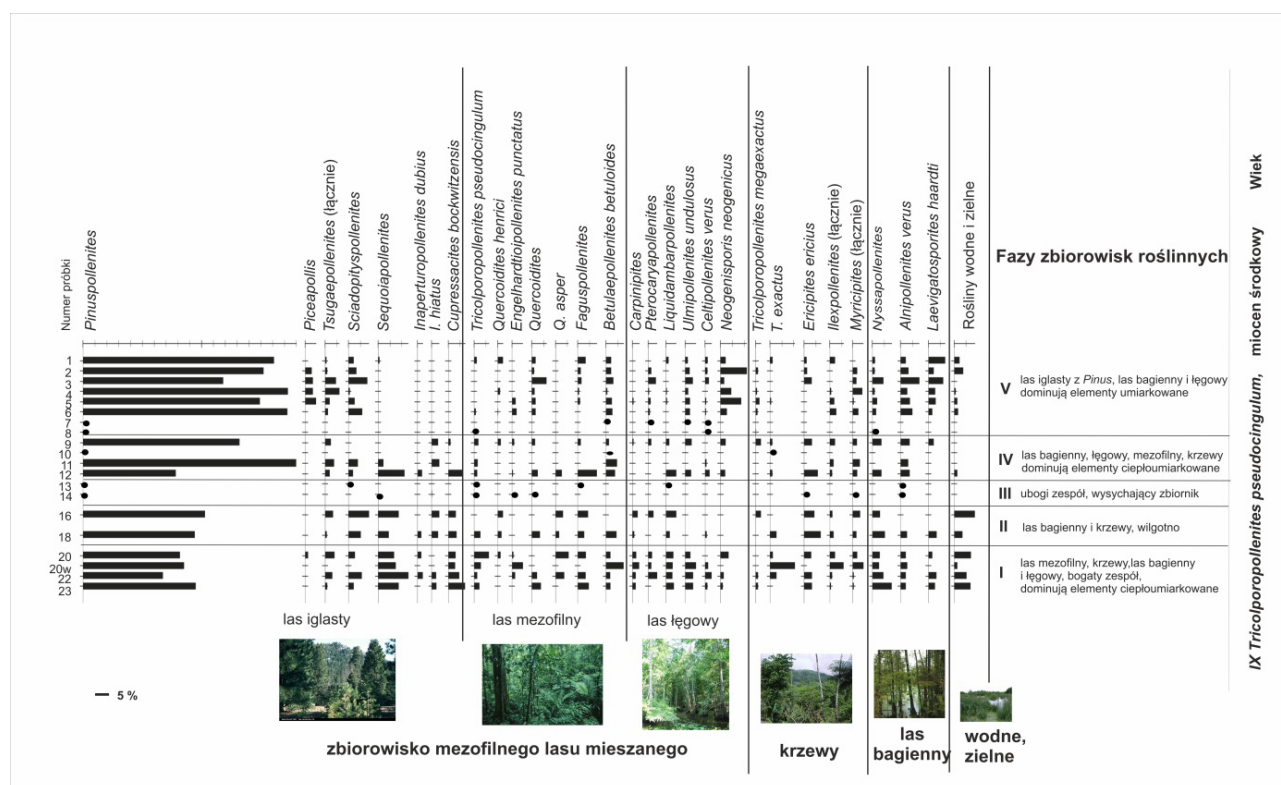 Numer próbki
Pinuspollenites
Piceapollis
Tsugaepollenites (łącznie)
Sciadopityspollenites
Sequoiapollenites
Inaperturopollenites dubius
I. hiatus
Cupressacites bockwitzensis
Tricolporopollenites pseudocingulum
Quercoidites henrici
Engelhardtioipollenites punctatus
Quercoidites
Q. asper
Faguspollenites
Betulaepollenites betuloides
Carpinipites
Pterocaryapollenites
Liquidambarpollenites
Ulmipollenites undulosus
Celtipollenites verus
Neogenisporis neogenicus
Tricolporopollenites megaexactus
T. exactus
Ericipites ericius
Ilexpollenites (łącznie)
Myricipites (łącznie)
Nyssapollenites
Alnipollenites verus
Laevigatosporites haardti
Rośliny wodne i zielne
Fazy zbiorowisk roślinnych
IX Tricolporopollenites pseudocingulum, miocen środkowy Wiek
1
2
3
4
5
6
7
8
9
10
11
12
13
14
16
18
20
20w
22
23
V las iglasty z Pinus, las bagienny i łęgowy
dominują elementy umiarkowane
IV las bagienny, łęgowy, mezofilny, krzewy
dominują elementy ciepłoumiarkowane
III ubogi zespół, wysychający zbiornik
II las bagienny i krzewy, wilgotno
I las mezofilny, krzewy,las bagienny
i łęgowy, bogaty zespół,
dominują elementy ciepłoumiarkowane
las iglasty
las mezofilny
las łęgowy
5 %
zbiorowisko mezofilnego lasu mieszanego
krzewy
las
bagienny
wodne,
zielne